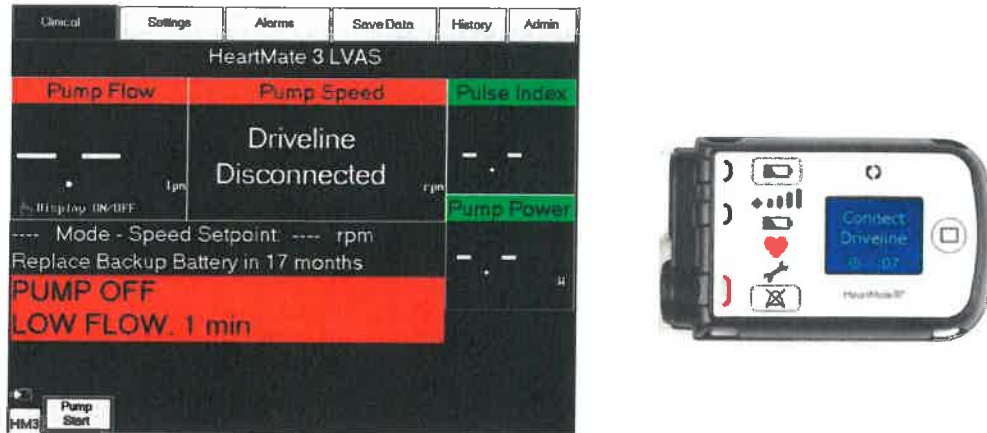 Clinical Settings Alarms Save Data History Admin
HeartMate 3 LVAS
Pump Flow Pump Speed Pulse Index
Driveline
Disconnected
-- --
.
lpm
rpm
- . -
Display ON/OFF
Pump Power
---- Mode - Speed Setpoint: ---- rpm
Replace Backup Battery in 17 months
- . -
W
PUMP OFF
LOW FLOW. 1 min
HM3
Pump
Start
Connect
Driveline
:07
HeartMate 3™